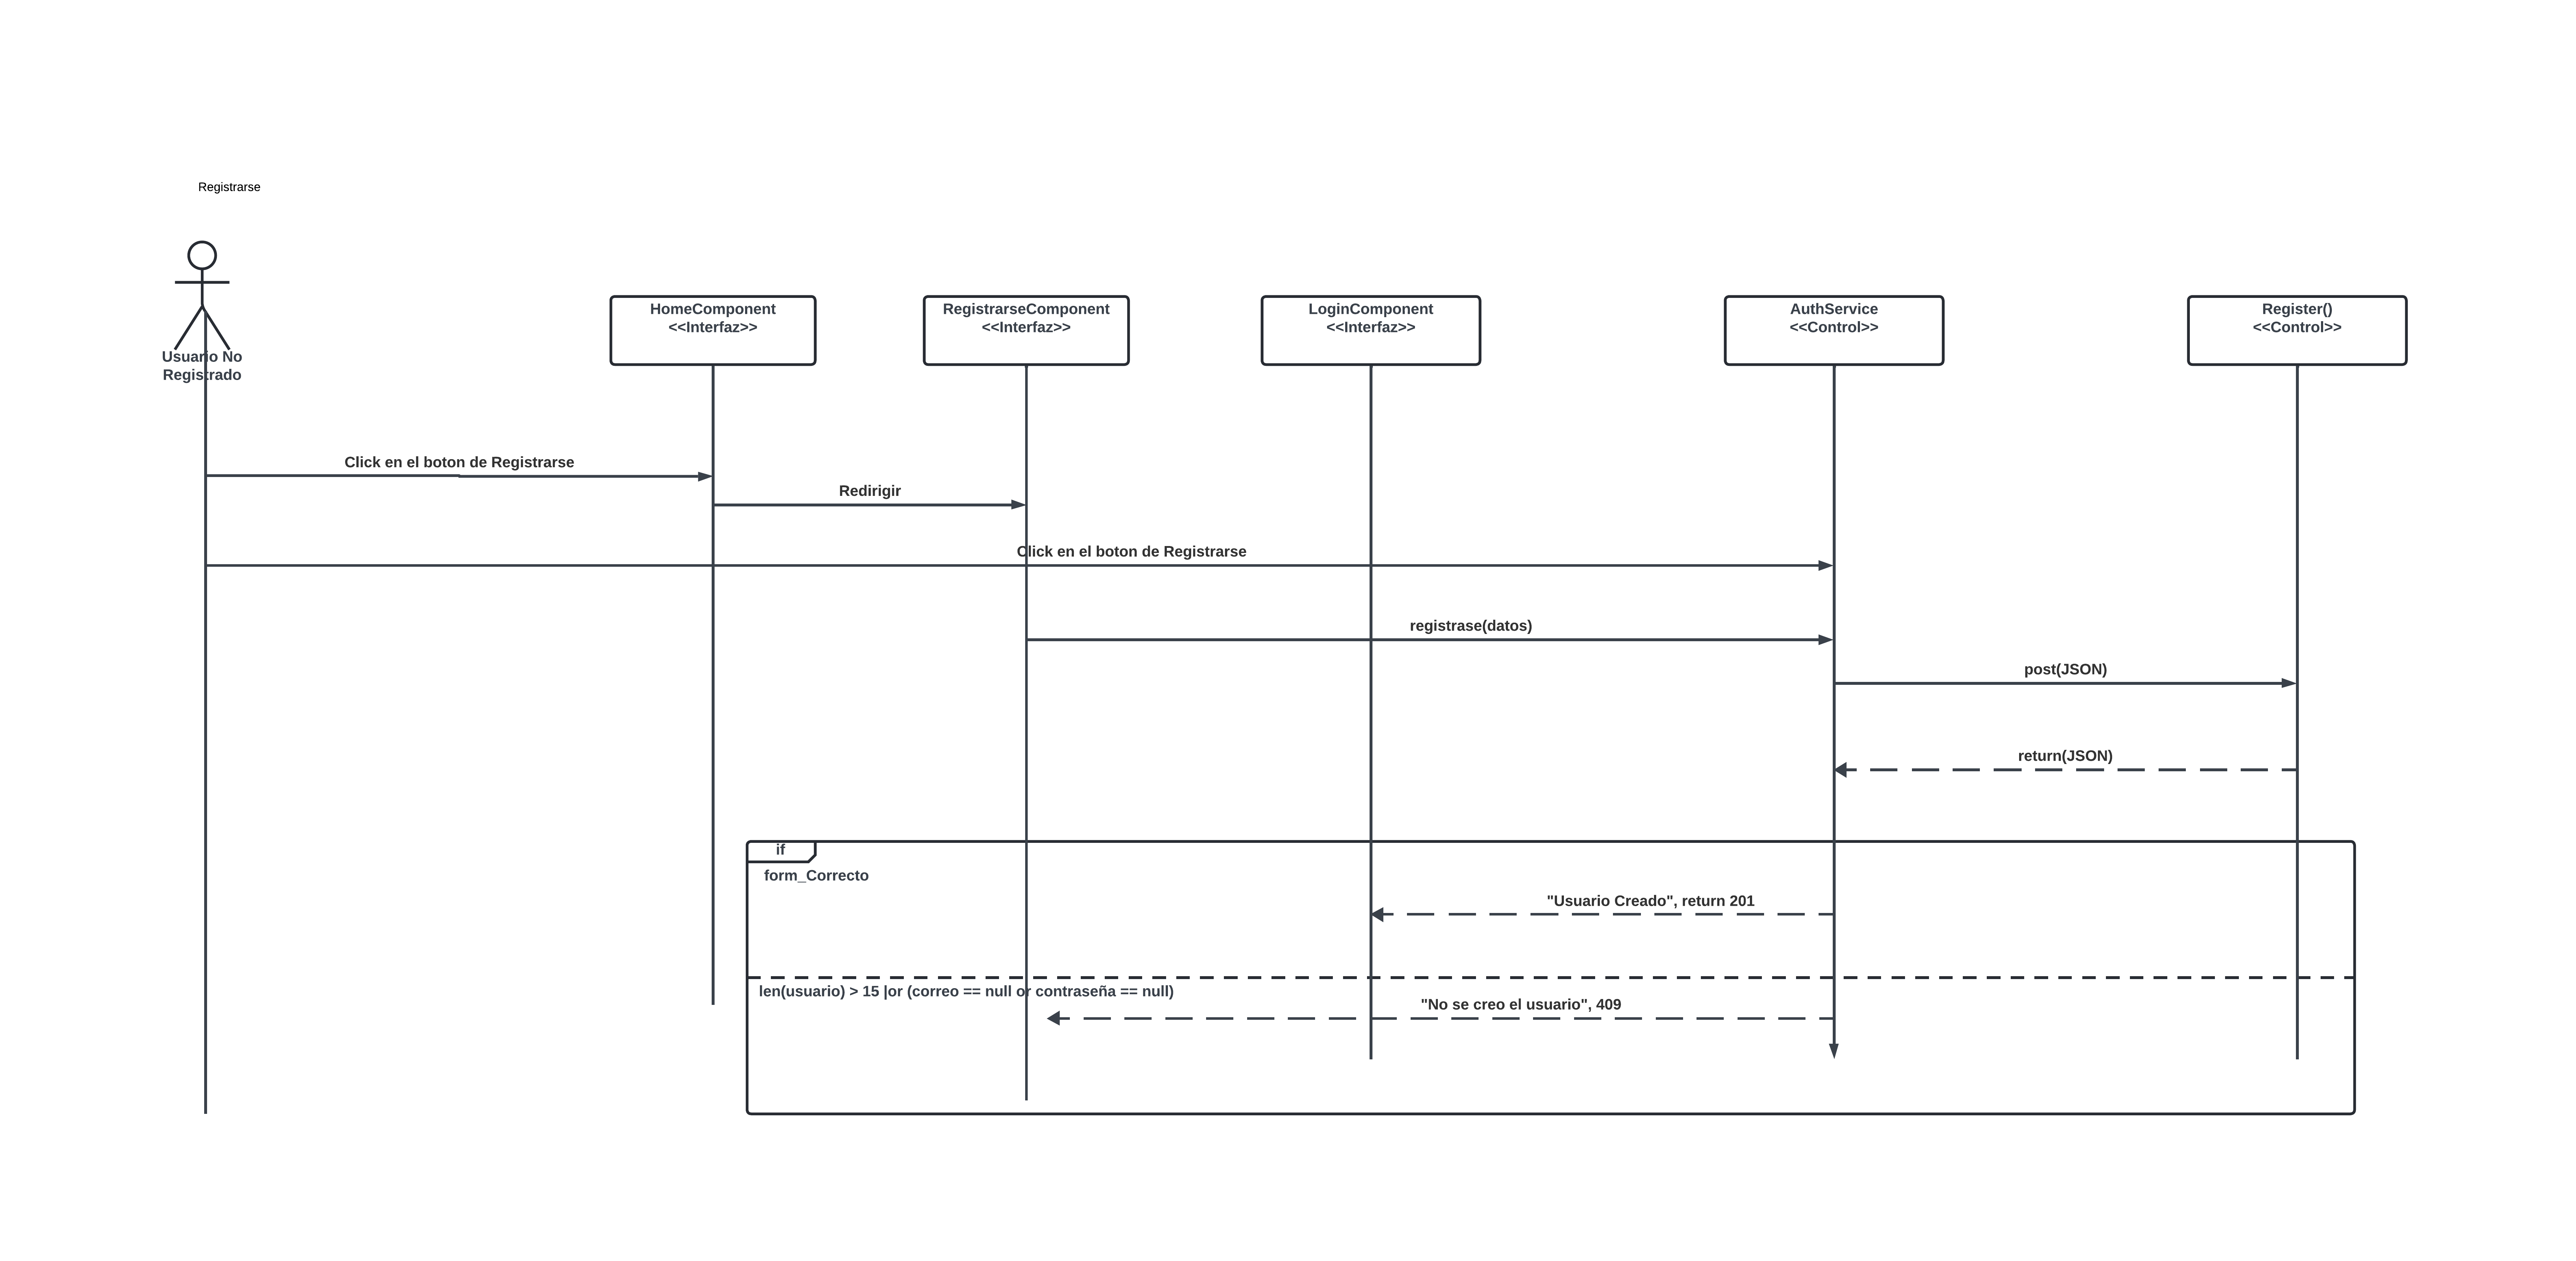 Registrarse
Usuario No
Registrado
HomeComponent
<<Interfaz>>
RegistrarseComponent
<<Interfaz>>
LoginComponent
<<Interfaz>>
AuthService
<<Control>>
Register()
<<Control>>
Click en el boton de Registrarse
Redirigir
Click en el boton de Registrarse
registrase(datos)
post(JSON)
return(JSON)
if
form_Correcto
"Usuario Creado", return 201
len(usuario) > 15 |or (correo == null or contraseña == null)
"No se creo el usuario", 409